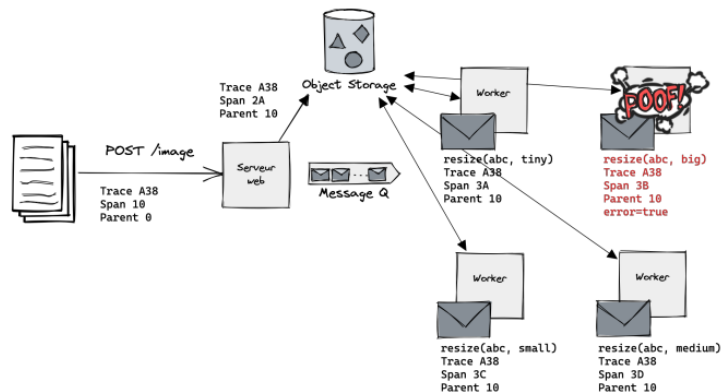 Trace A38
Span 2A
Parent 10
Object Storage
POST /image
Trace A38
Span 10
Parent 0
Serveur
web
Message Q
Worker
resize(abc, tiny)
Trace A38
Span 3A
Parent 10
POOF!
resize(abc, big)
Trace A38
Span 3B
Parent 10
error=true
Worker
resize(abc, small)
Trace A38
Span 3C
Parent 10
Worker
resize(abc, medium)
Trace A38
Span 3D
Parent 10